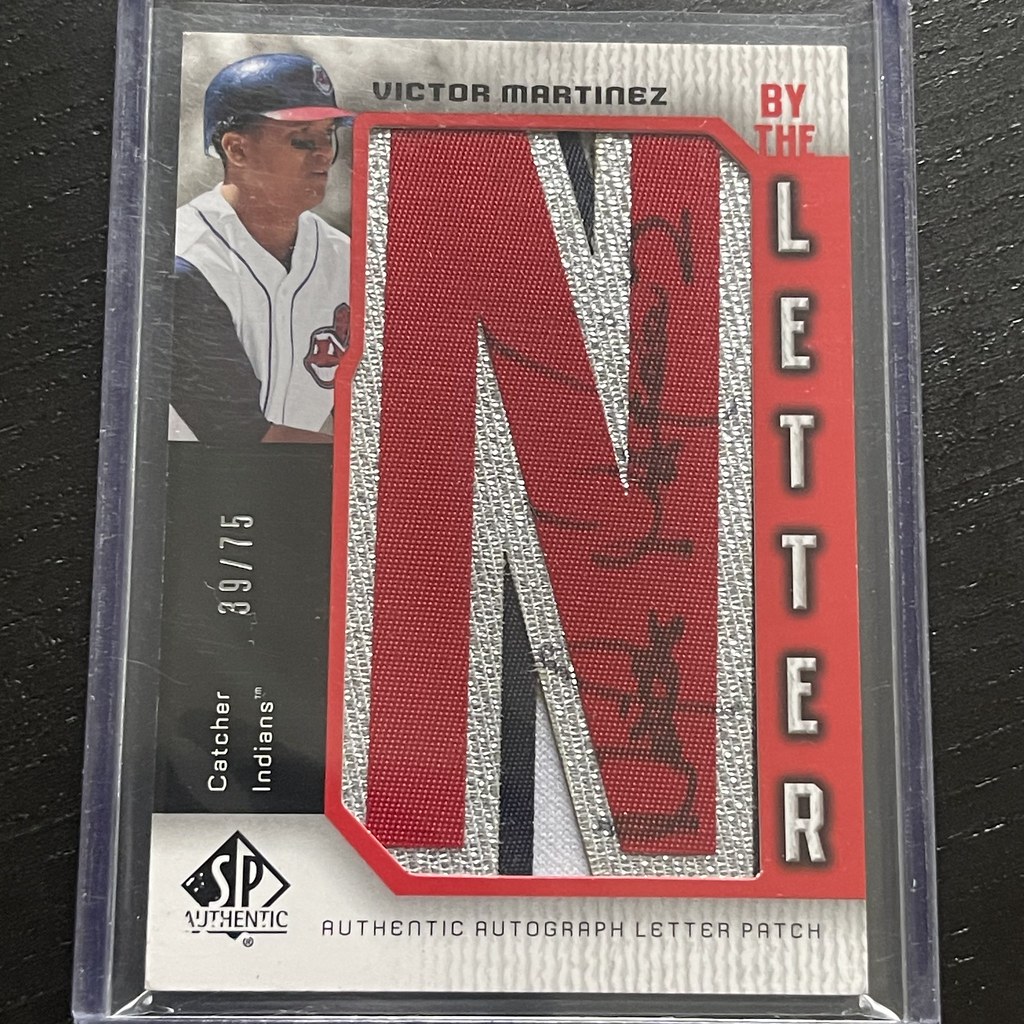 VICTOR MARTINEZ
BY
THE
LETTER
N
39/75
Catcher
Indians™
SP
AUTHENTIC®
AUTHENTIC AUTOGRAPH LETTER PATCH